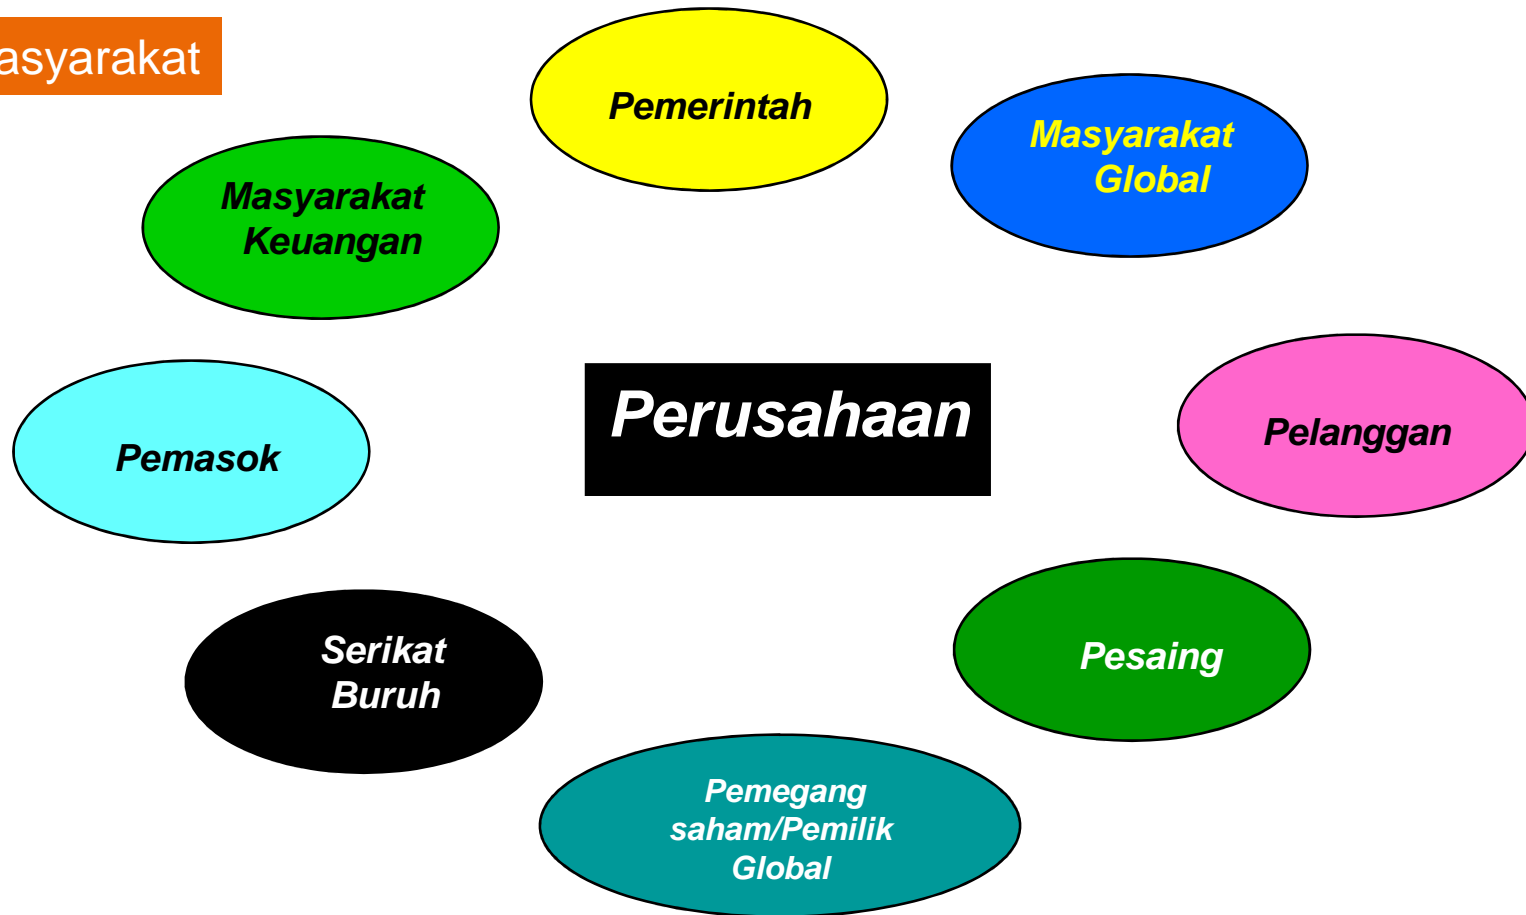 asyarakat
Pemerintah
Masyarakat
Global
Masyarakat
Keuangan
Perusahaan
Pelanggan
Pemasok
Serikat
Buruh
Pesaing
Pemegang
saham/Pemilik
Global